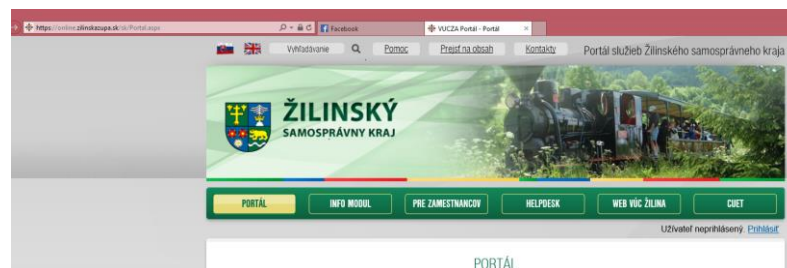 https://online.zilinskazupa.sk/sk/Portal.aspx
Facebook
VUCZA Portál - Portál
Vyhľadávanie
Pomoc
Prejsť na obsah
Kontakty
Portál služieb Žilinského samosprávneho kraja
ŽILINSKÝ
SAMOSPRÁVNY KRAJ
PORTÁL
INFO MODUL
PRE ZAMESTNANCOV
HELPDESK
WEB VÚC ŽILINA
CUET
Užívateľ neprihlásený. Prihlásiť
PORTÁL